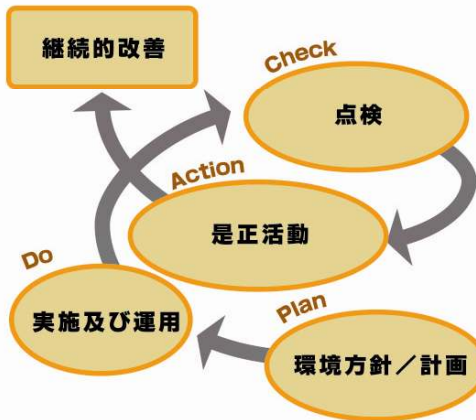 継続的改善
Check
点検
Action
是正活動
Do
実施及び運用
Plan
環境方針／計画